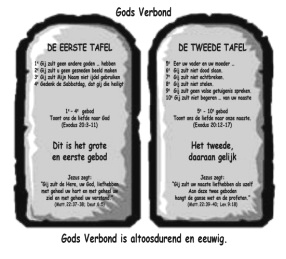 Gods Verbond
DE EERSTE TAFEL
1e Gij zult geen andere goden ... hebben
2e Gij zult u geen gesneden beeld maken
3e Gij zult Mijn Naam niet ijdel gebruiken
4e Gedenk de Sabbatdag, dat gij die heiligt
1e - 4e gebod
Toont ons de liefde naar God
(Exodus 20:3-11)
Dit is het grote
en eerste gebod
Jezus zegt:
"Gij zult de Here, uw God, liefhebben
met geheel uw hart en met geheel uw
ziel en met geheel uw verstand."
(Matt. 22:37-38; Deut 6:5)
DE TWEEDE TAFEL
5e Eer uw vader en uw moeder ...
6e Gij zult niet dood slaan.
7e Gij zult niet echtbreken.
8e Gij zult niet stelen.
9e Gij zult geen valse getuigenis spreken.
10e Gij zult niet begeren ... van uw naaste
5e - 10e gebod
Toont ons de liefde naar onze naaste.
(Exodus 20:12-17)
Het tweede,
daaraan gelijk
Jezus zegt:
"Gij zult uw naaste liefhebben als uzelf
Aan deze twee geboden
hangt de ganse wet en de profeten."
(Matt. 22:39-40; Lev 9:18)
Gods Verbond is altoosdurend en eeuwig.